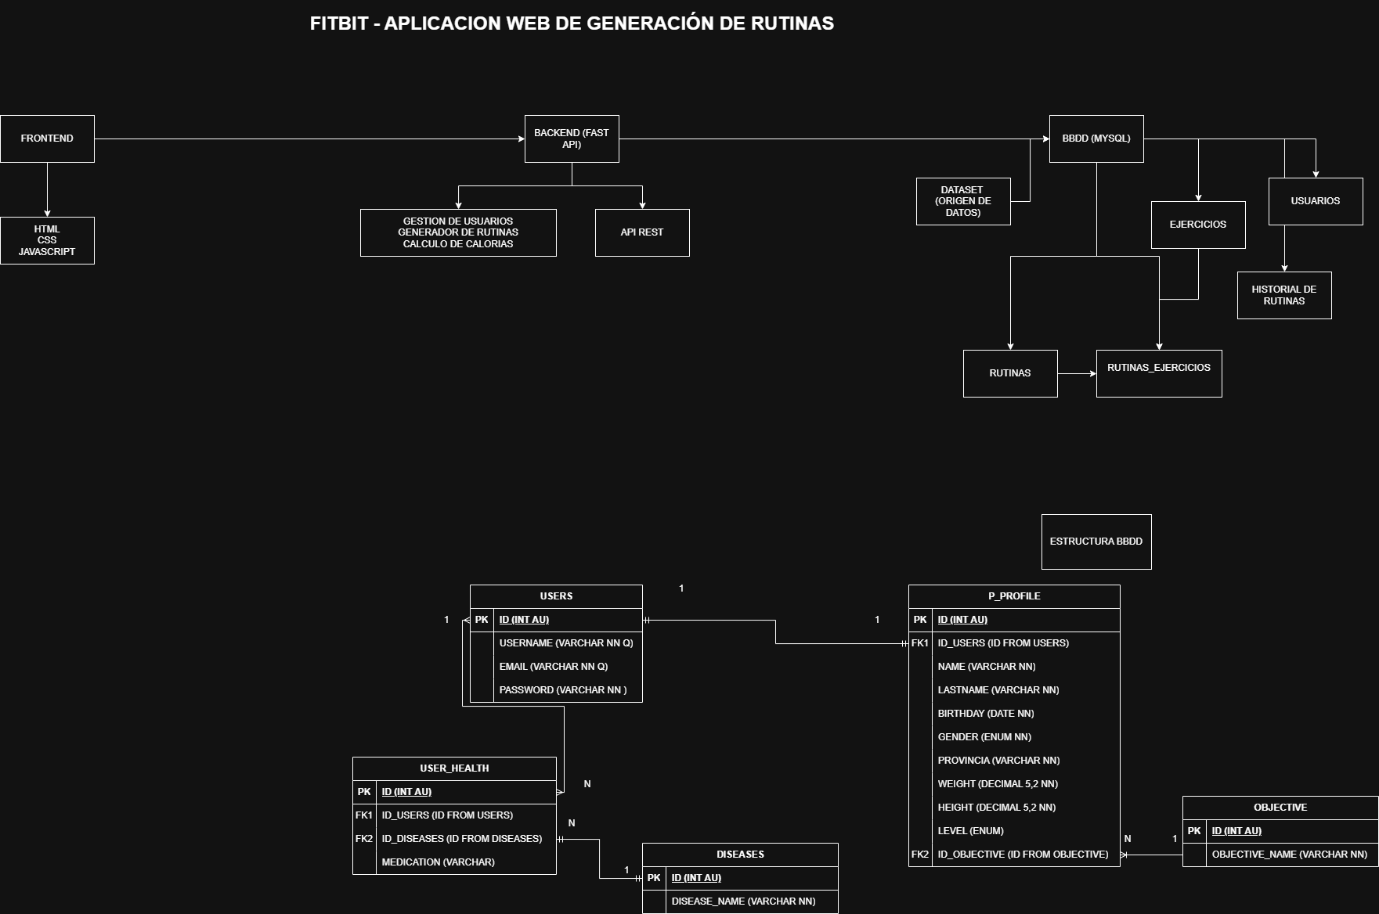 FITBIT - APLICACION WEB DE GENERACIÓN DE RUTINAS
FRONTEND
BACKEND (FAST
API)
BBDD (MYSQL)
HTML
CSS
JAVASCRIPT
GESTION DE USUARIOS
GENERADOR DE RUTINAS
CALCULO DE CALORIAS
API REST
DATASET
(ORIGEN DE
DATOS)
EJERCICIOS
USUARIOS
HISTORIAL DE
RUTINAS
RUTINAS
RUTINAS_EJERCICIOS
ESTRUCTURA BBDD
USERS
PK ID (INT AU)
USERNAME (VARCHAR NN Q)
EMAIL (VARCHAR NN Q)
PASSWORD (VARCHAR NN )
1
1
1
P_PROFILE
PK ID (INT AU)
FK1 ID_USERS (ID FROM USERS)
NAME (VARCHAR NN)
LASTNAME (VARCHAR NN)
BIRTHDAY (DATE NN)
GENDER (ENUM NN)
PROVINCIA (VARCHAR NN)
WEIGHT (DECIMAL 5,2 NN)
HEIGHT (DECIMAL 5,2 NN)
LEVEL (ENUM)
FK2 ID_OBJECTIVE (ID FROM OBJECTIVE)
N
1
OBJECTIVE
PK ID (INT AU)
OBJECTIVE_NAME (VARCHAR NN)
USER_HEALTH
PK ID (INT AU)
FK1 ID_USERS (ID FROM USERS)
FK2 ID_DISEASES (ID FROM DISEASES)
MEDICATION (VARCHAR)
N
N
1
DISEASES
PK ID (INT AU)
DISEASE_NAME (VARCHAR NN)